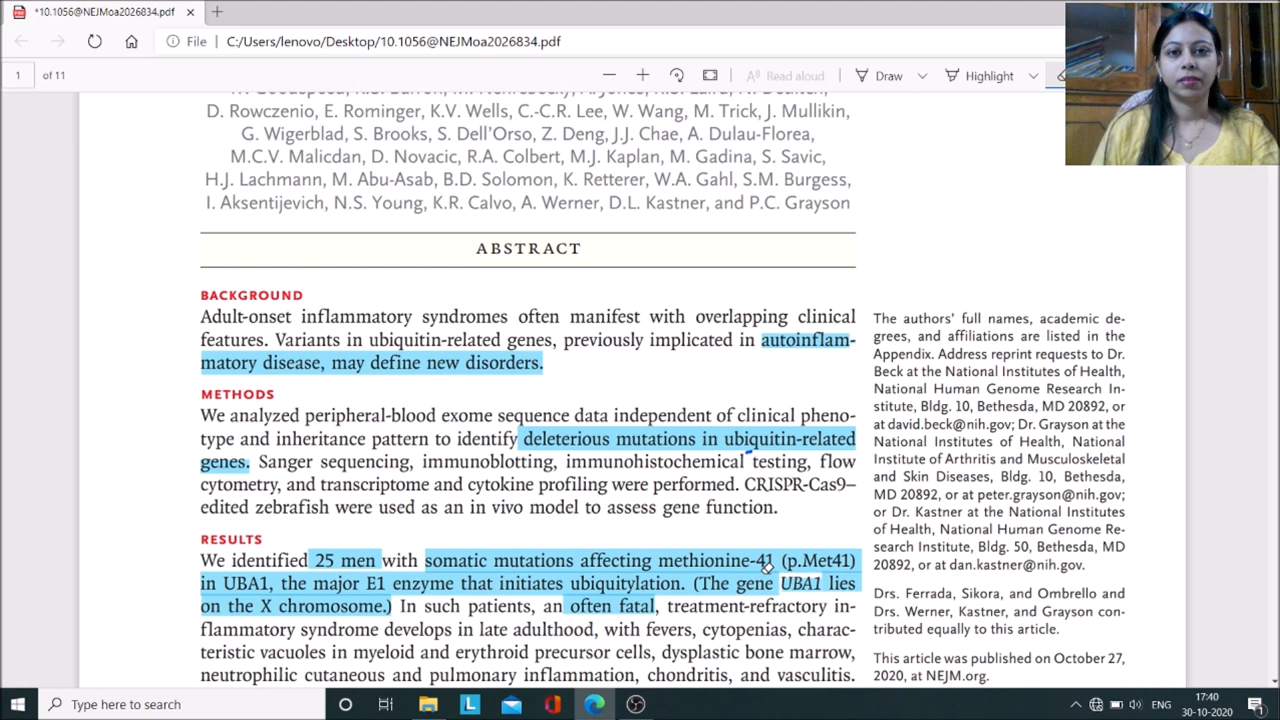 *10.1056@NEJMoa2026834.pdf
File
C:/Users/lenovo/Desktop/10.1056@NEJMoa2026834.pdf
1 of 11
Read aloud
Draw
Highlight
D. Rowczenio, E. Rominger, K.V. Wells, C.-C.R. Lee, W. Wang, M. Trick, J. Mullikin,
G. Wigerblad, S. Brooks, S. Dell'Orso, Z. Deng, J.J. Chae, A. Dulau-Florea,
M.C.V. Malicdan, D. Novacic, R.A. Colbert, M.J. Kaplan, M. Gadina, S. Savic,
H.J. Lachmann, M. Abu-Asab, B.D. Solomon, K. Retterer, W.A. Gahl, S.M. Burgess,
I. Aksentijevich, N.S. Young, K.R. Calvo, A. Werner, D.L. Kastner, and P.C. Grayson
ABSTRACT
BACKGROUND
Adult-onset inflammatory syndromes often manifest with overlapping clinical
features. Variants in ubiquitin-related genes, previously implicated in autoinflam-
matory disease, may define new disorders.
METHODS
We analyzed peripheral-blood exome sequence data independent of clinical pheno-
type and inheritance pattern to identify deleterious mutations in ubiquitin-related
genes. Sanger sequencing, immunoblotting, immunohistochemical testing, flow
cytometry, and transcriptome and cytokine profiling were performed. CRISPR-Cas9–
edited zebrafish were used as an in vivo model to assess gene function.
RESULTS
We identified 25 men with somatic mutations affecting methionine-41 (p.Met41)
in UBA1, the major E1 enzyme that initiates ubiquitylation. (The gene UBA1 lies
on the X chromosome.) In such patients, an often fatal, treatment-refractory in-
flammatory syndrome develops in late adulthood, with fevers, cytopenias, charac-
teristic vacuoles in myeloid and erythroid precursor cells, dysplastic bone marrow,
neutrophilic cutaneous and pulmonary inflammation, chondritis, and vasculitis.
The authors' full names, academic de-
grees, and affiliations are listed in the
Appendix. Address reprint requests to Dr.
Beck at the National Institutes of Health,
National Human Genome Research In-
stitute, Bldg. 10, Bethesda, MD 20892, or
at david.beck@nih.gov; Dr. Grayson at the
National Institutes of Health, National
Institute of Arthritis and Musculoskeletal
and Skin Diseases, Bldg. 10, Bethesda,
MD 20892, or at peter.grayson@nih.gov;
or Dr. Kastner at the National Institutes
of Health, National Human Genome Re-
search Institute, Bldg. 50, Bethesda, MD
20892, or at dan.kastner@nih.gov.
Drs. Ferrada, Sikora, and Ombrello and
Drs. Werner, Kastner, and Grayson con-
tributed equally to this article.
This article was published on October 27,
2020, at NEJM.org.
Type here to search
ENG
17:40
30-10-2020